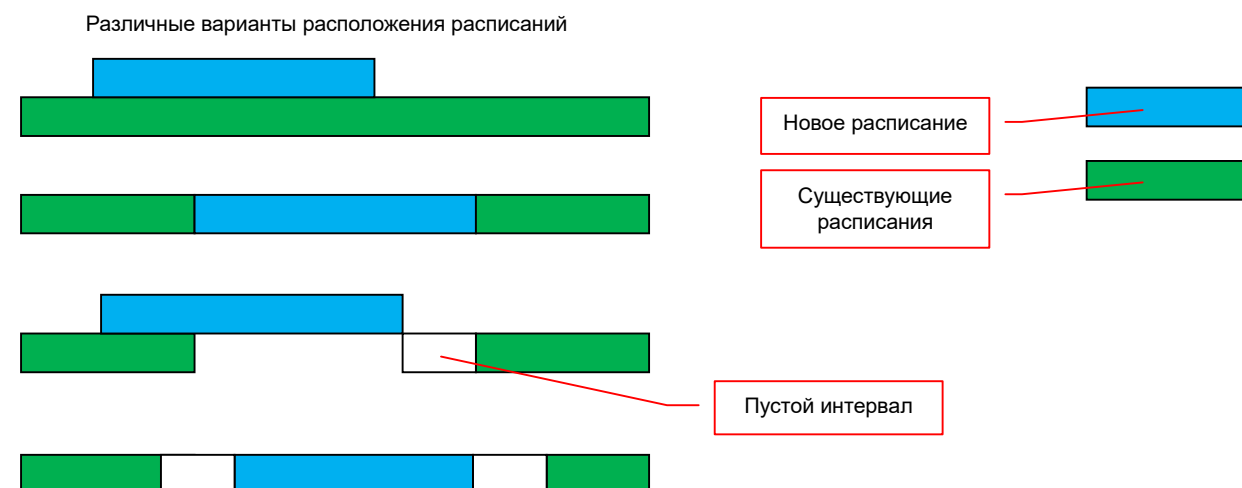 Различные варианты расположения расписаний
Новое расписание
Существующие
расписания
Пустой интервал